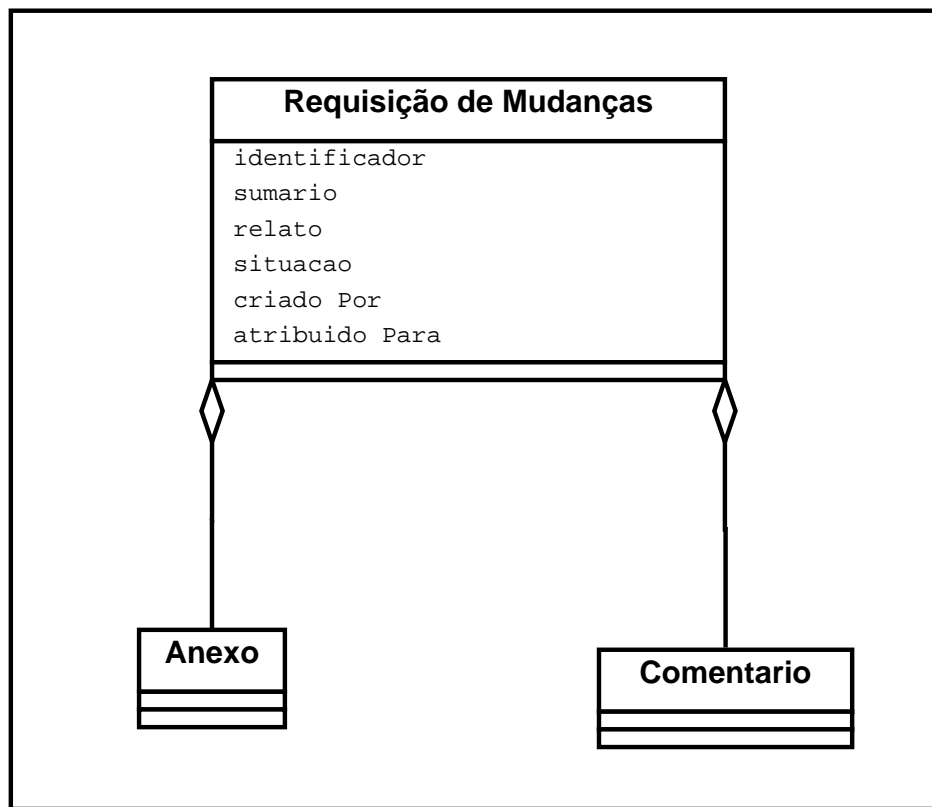 Requisição de Mudanças
identificador
sumario
relato
situacao
criado Por
atribuido Para
Anexo
Comentario